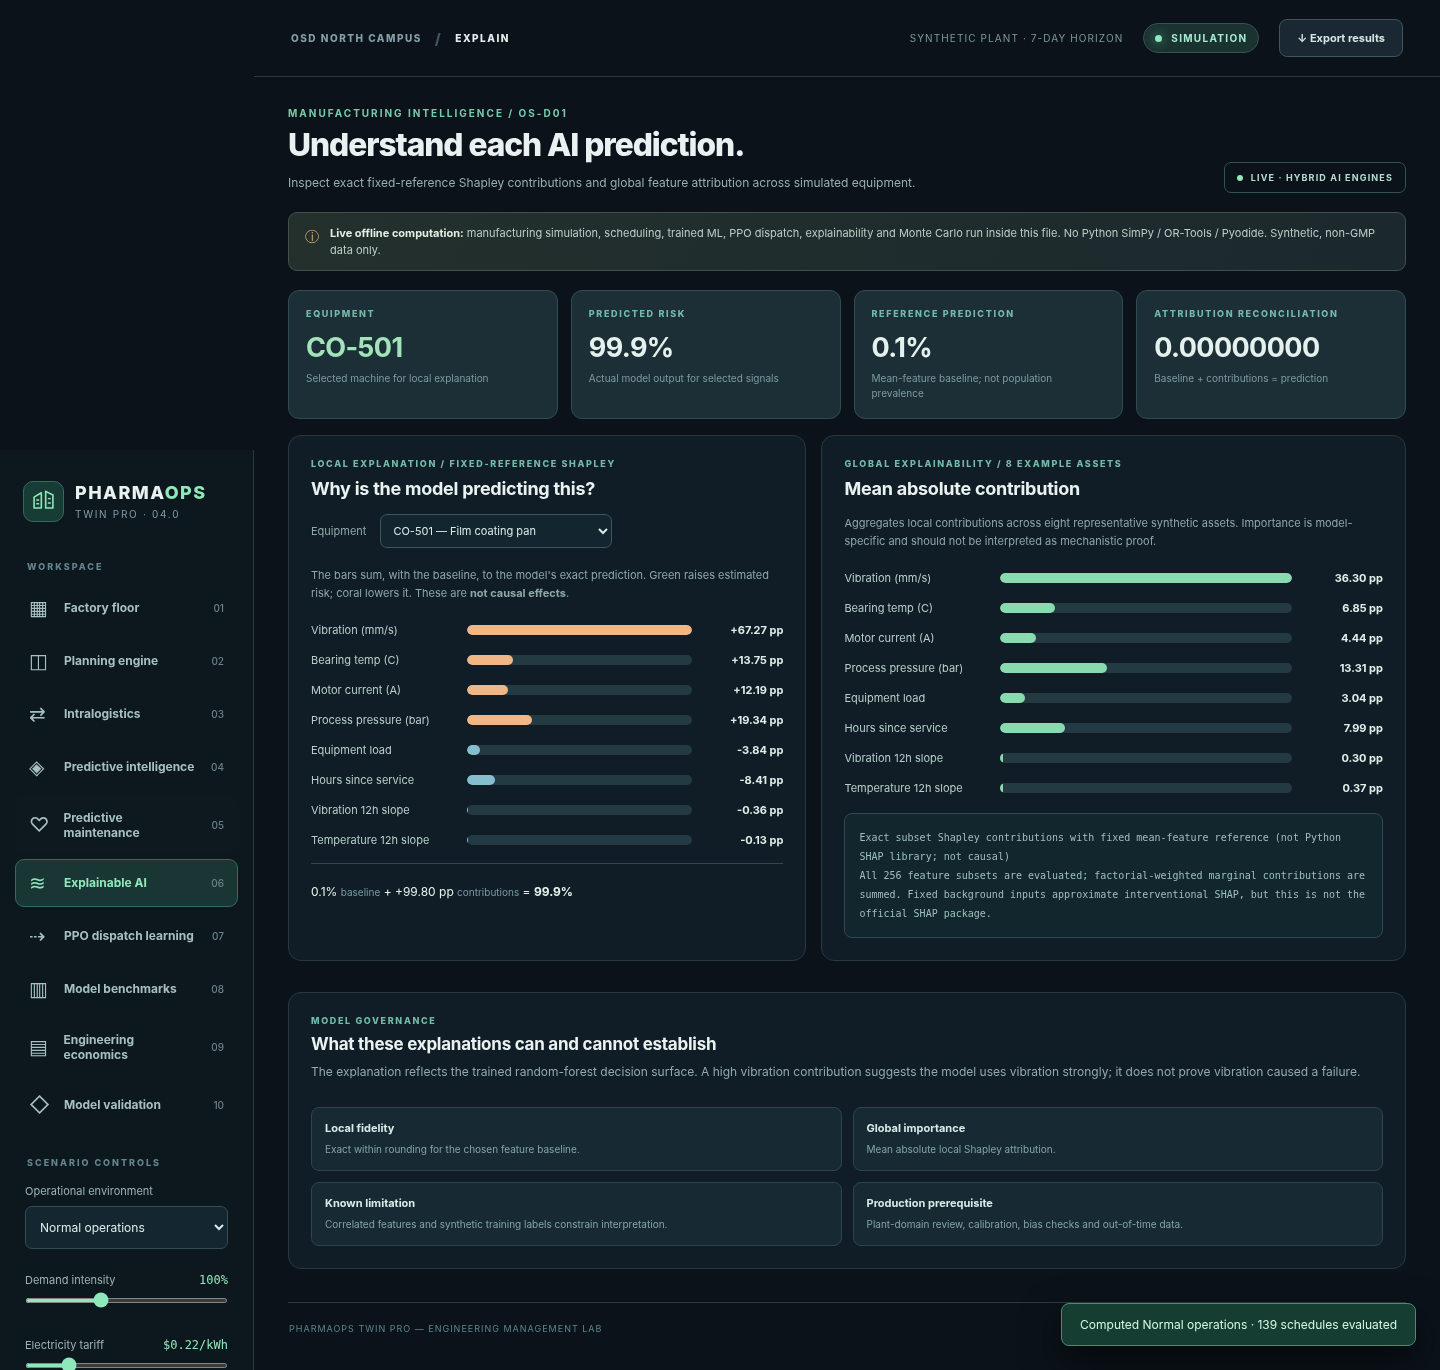 OSD NORTH CAMPUS / EXPLAIN
SYNTHETIC PLANT · 7-DAY HORIZON
SIMULATION
↓ Export results
MANUFACTURING INTELLIGENCE / OS-D01
Understand each AI prediction.
Inspect exact fixed-reference Shapley contributions and global feature attribution across simulated equipment.
LIVE · HYBRID AI ENGINES
ⓘ Live offline computation: manufacturing simulation, scheduling, trained ML, PPO dispatch, explainability and Monte Carlo run inside this file. No Python SimPy / OR-Tools / Pyodide. Synthetic, non-GMP
data only.
EQUIPMENT
CO-501
Selected machine for local explanation
PREDICTED RISK
99.9%
Actual model output for selected signals
REFERENCE PREDICTION
0.1%
Mean-feature baseline; not population
prevalence
ATTRIBUTION RECONCILIATION
0.00000000
Baseline + contributions = prediction
LOCAL EXPLANATION / FIXED-REFERENCE SHAPLEY
Why is the model predicting this?
Equipment CO-501 — Film coating pan
The bars sum, with the baseline, to the model's exact prediction. Green raises estimated
risk; coral lowers it. These are not causal effects.
Vibration (mm/s) +67.27 pp
Bearing temp (C) +13.75 pp
Motor current (A) +12.19 pp
Process pressure (bar) +19.34 pp
Equipment load -3.84 pp
Hours since service -8.41 pp
Vibration 12h slope -0.36 pp
Temperature 12h slope -0.13 pp
0.1% baseline + +99.80 pp contributions = 99.9%
GLOBAL EXPLAINABILITY / 8 EXAMPLE ASSETS
Mean absolute contribution
Aggregates local contributions across eight representative synthetic assets. Importance is model-
specific and should not be interpreted as mechanistic proof.
Vibration (mm/s) 36.30 pp
Bearing temp (C) 6.85 pp
Motor current (A) 4.44 pp
Process pressure (bar) 13.31 pp
Equipment load 3.04 pp
Hours since service 7.99 pp
Vibration 12h slope 0.30 pp
Temperature 12h slope 0.37 pp
Exact subset Shapley contributions with fixed mean-feature reference (not Python
SHAP library; not causal)
All 256 feature subsets are evaluated; factorial-weighted marginal contributions are
summed. Fixed background inputs approximate interventional SHAP, but this is not the
official SHAP package.
MODEL GOVERNANCE
What these explanations can and cannot establish
The explanation reflects the trained random-forest decision surface. A high vibration contribution suggests the model uses vibration strongly; it does not prove vibration caused a failure.
Local fidelity
Exact within rounding for the chosen feature baseline.
Global importance
Mean absolute local Shapley attribution.
Known limitation
Correlated features and synthetic training labels constrain interpretation.
Production prerequisite
Plant-domain review, calibration, bias checks and out-of-time data.
PHARMAOPS TWIN PRO — ENGINEERING MANAGEMENT LAB
Computed Normal operations · 139 schedules evaluated
PHARMAOPS
TWIN PRO · 04.0
WORKSPACE
Factory floor 01
Planning engine 02
Intralogistics 03
Predictive intelligence 04
Predictive
maintenance 05
Explainable AI 06
PPO dispatch learning 07
Model benchmarks 08
Engineering
economics 09
Model validation 10
SCENARIO CONTROLS
Operational environment
Normal operations
Demand intensity 100%
Electricity tariff $0.22/kWh